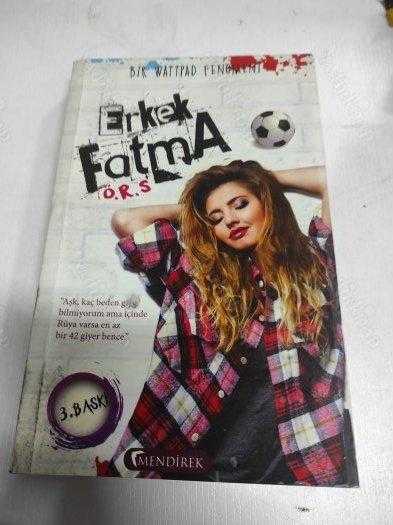 BİR WATTPAD FENOMENİ
Erkek
FatmA
O.R.S
"Aşk, kaç beden giyer
bilmiyorum ama içinde
Rüya varsa en az
bir 42 giyer bence."
3. BASKI
MENDİREK